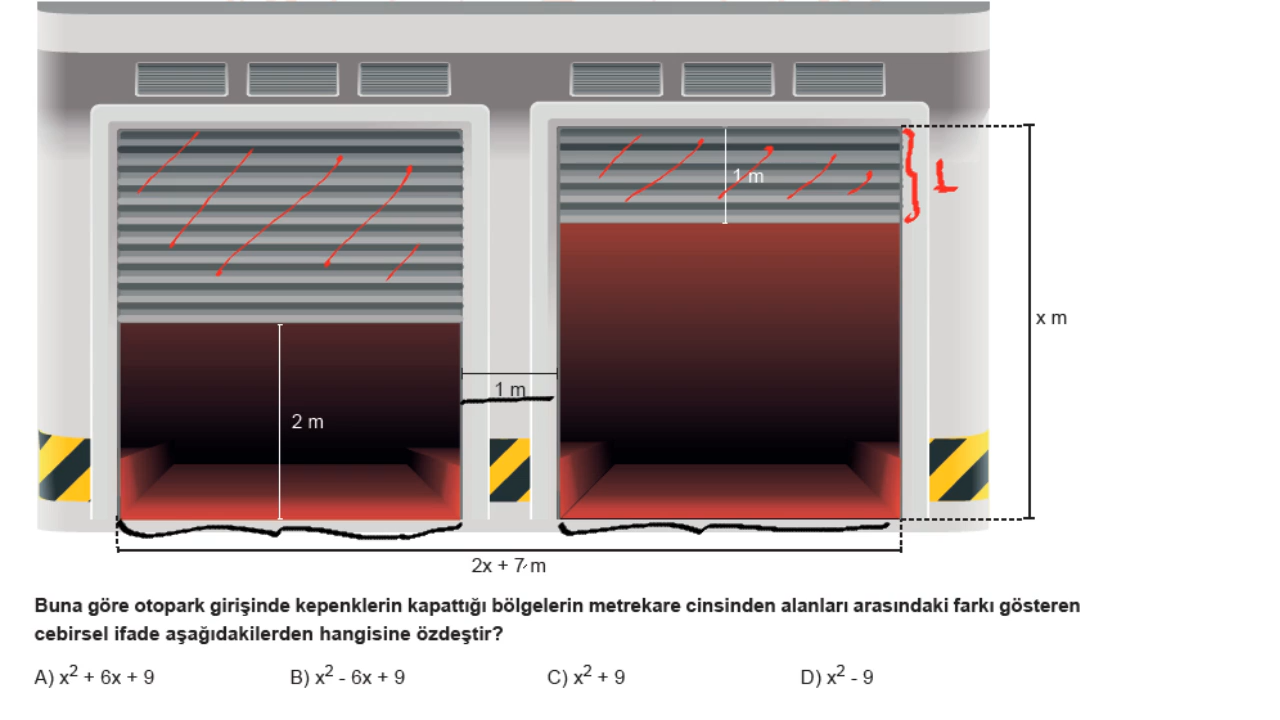 1 m
L
x m
1 m
2 m
2x + 7 m
Buna göre otopark girişinde kepenklerin kapattığı bölgelerin metrekare cinsinden alanları arasındaki farkı gösteren
cebirsel ifade aşağıdakilerden hangisine özdeştir?
A) x² + 6x + 9 B) x² - 6x + 9 C) x² + 9 D) x² - 9